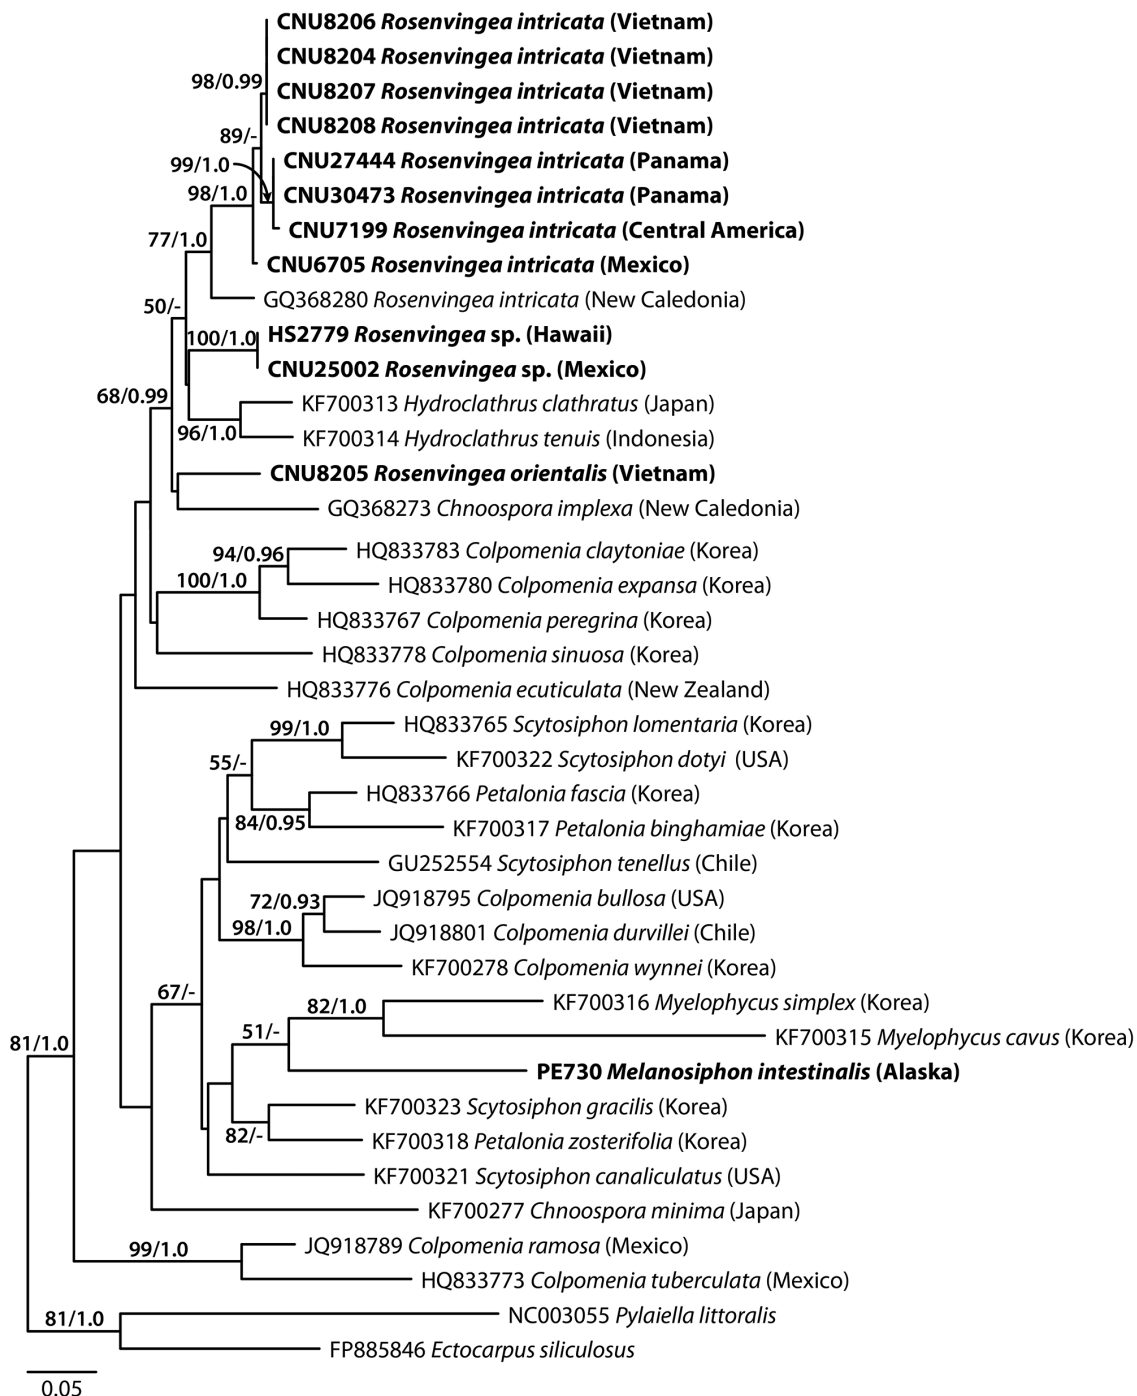 CNU8206 Rosenvingea intricata (Vietnam)
CNU8204 Rosenvingea intricata (Vietnam)
98/0.99
CNU8207 Rosenvingea intricata (Vietnam)
CNU8208 Rosenvingea intricata (Vietnam)
89/-
99/1.0
CNU27444 Rosenvingea intricata (Panama)
98/1.0
CNU30473 Rosenvingea intricata (Panama)
CNU7199 Rosenvingea intricata (Central America)
77/1.0
CNU6705 Rosenvingea intricata (Mexico)
GQ368280 Rosenvingea intricata (New Caledonia)
50/-
100/1.0
HS2779 Rosenvingea sp. (Hawaii)
CNU25002 Rosenvingea sp. (Mexico)
68/0.99
KF700313 Hydroclathrus clathratus (Japan)
96/1.0
KF700314 Hydroclathrus tenuis (Indonesia)
CNU8205 Rosenvingea orientalis (Vietnam)
GQ368273 Chnoospora implexa (New Caledonia)
94/0.96
HQ833783 Colpomenia claytoniae (Korea)
100/1.0
HQ833780 Colpomenia expansa (Korea)
HQ833767 Colpomenia peregrina (Korea)
HQ833778 Colpomenia sinuosa (Korea)
HQ833776 Colpomenia ecuticulata (New Zealand)
99/1.0
HQ833765 Scytosiphon lomentaria (Korea)
55/-
KF700322 Scytosiphon dotyi (USA)
HQ833766 Petalonia fascia (Korea)
84/0.95
KF700317 Petalonia binghamiae (Korea)
GU252554 Scytosiphon tenellus (Chile)
72/0.93
JQ918795 Colpomenia bullosa (USA)
98/1.0
JQ918801 Colpomenia durvillei (Chile)
KF700278 Colpomenia wynnei (Korea)
67/-
82/1.0
KF700316 Myelophycus simplex (Korea)
51/-
KF700315 Myelophycus cavus (Korea)
81/1.0
PE730 Melanosiphon intestinalis (Alaska)
KF700323 Scytosiphon gracilis (Korea)
82/-
KF700318 Petalonia zosterifolia (Korea)
KF700321 Scytosiphon canaliculatus (USA)
KF700277 Chnoospora minima (Japan)
99/1.0
JQ918789 Colpomenia ramosa (Mexico)
HQ833773 Colpomenia tuberculata (Mexico)
81/1.0
NC003055 Pylaiella littoralis
FP885846 Ectocarpus siliculosus
0.05